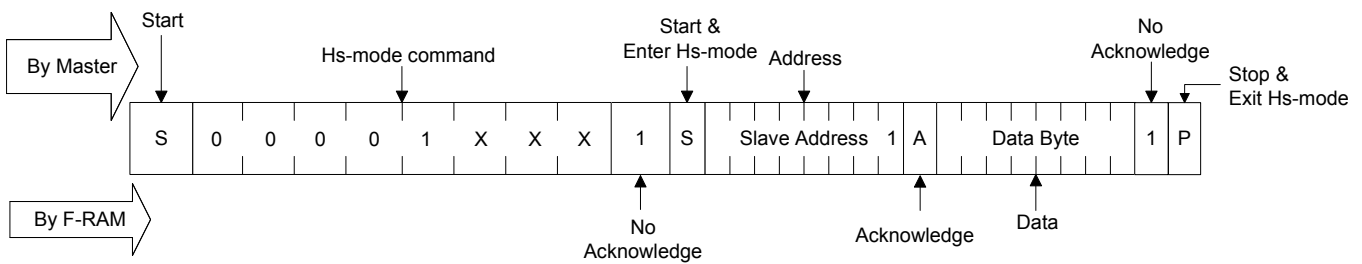 Start
Start &
Enter Hs-mode
No
Acknowledge
By Master
Hs-mode command
Address
Stop &
Exit Hs-mode
S 0 0 0 0 1 X X X 1 S Slave Address 1 A Data Byte 1 P
By F-RAM
No
Acknowledge
Acknowledge
Data